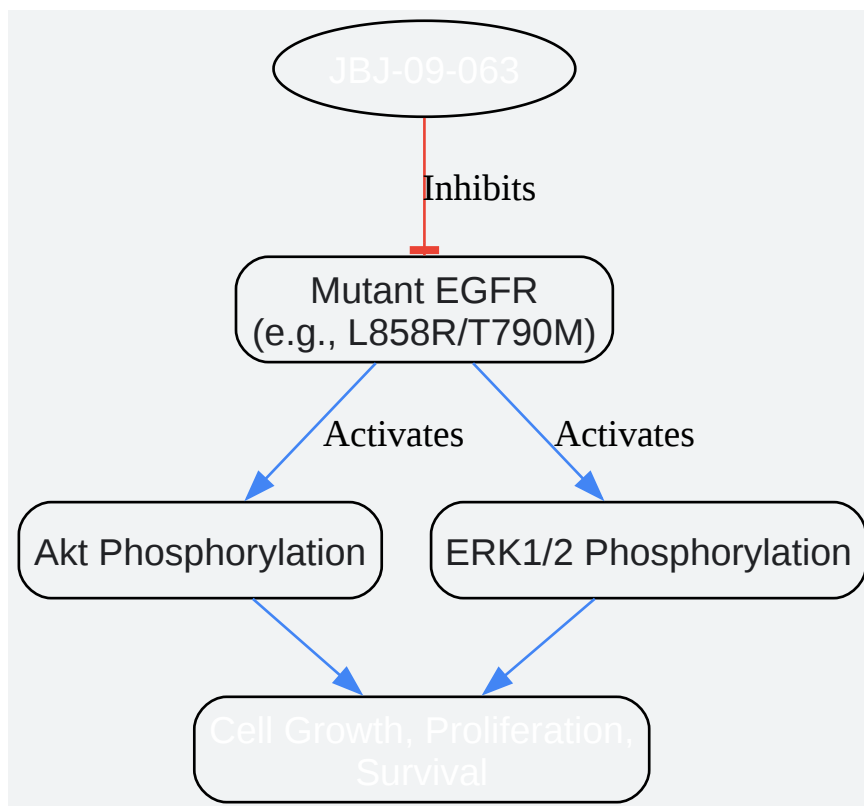 JBJ-09-063
Inhibits
Mutant EGFR
(e.g., L858R/T790M)
Activates
Activates
Akt Phosphorylation
ERK1/2 Phosphorylation
Cell Growth, Proliferation,
Survival